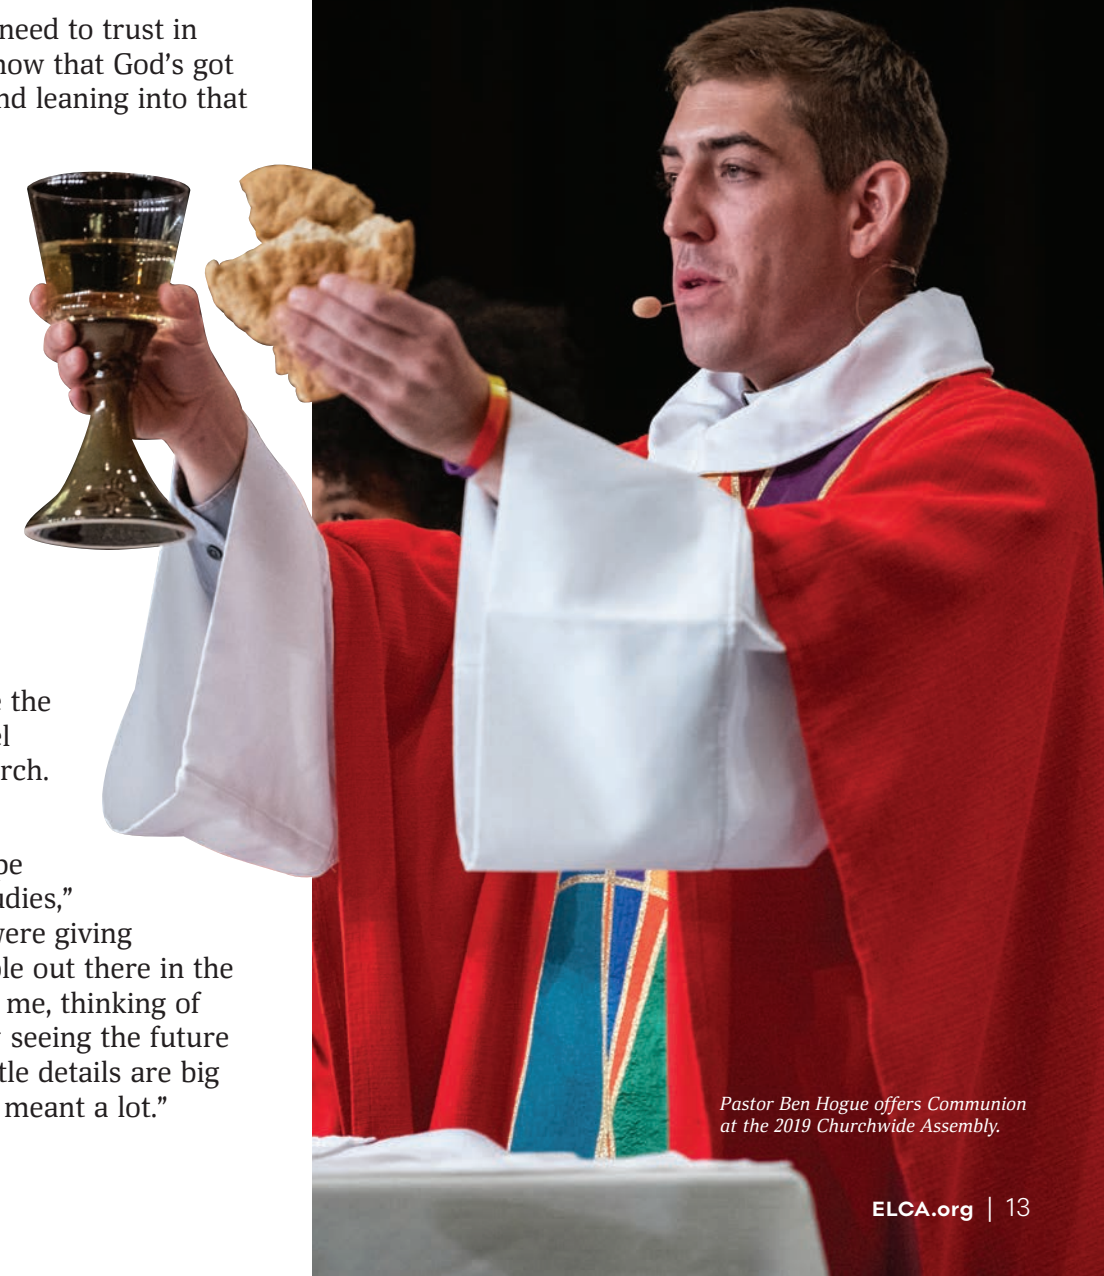 need to trust in
now that God’s got
nd leaning into that
e the
el
rch.
be
udies,”
were giving
ple out there in the
me, thinking of
seeing the future
tle details are big
meant a lot.”
Pastor Ben Hogue offers Communion
at the 2019 Churchwide Assembly.
ELCA.org | 13